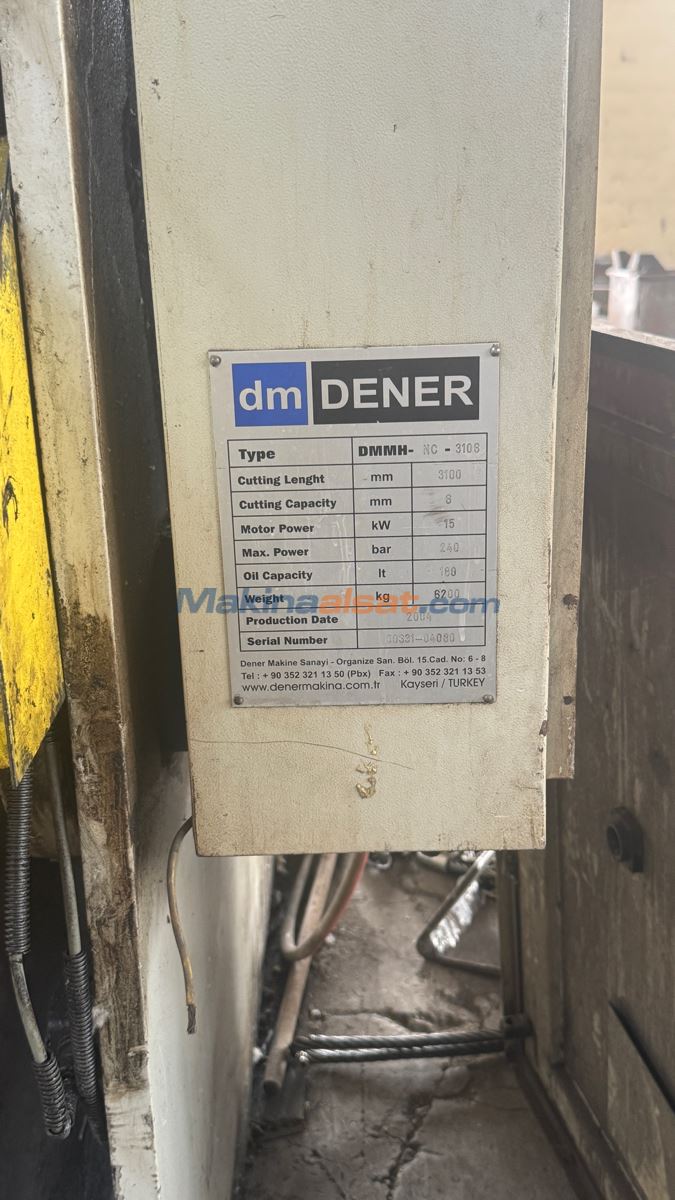 dm DENER
Type DMMH- NC - 3108
Cutting Lenght mm 3100
Cutting Capacity mm 8
Motor Power kW 15
Max. Power bar 240
Oil Capacity lt 180
Weight kg 6200
Makinaalsat.com
Production Date 2004
Serial Number
Dener Makine Sanayi - Organize San. Böl. 15.Cad. No: 6 - 8
Tel : + 90 352 321 13 50 (Pbx) Fax : + 90 352 321 13 53
www.denermakina.com.tr Kayseri / TURKEY